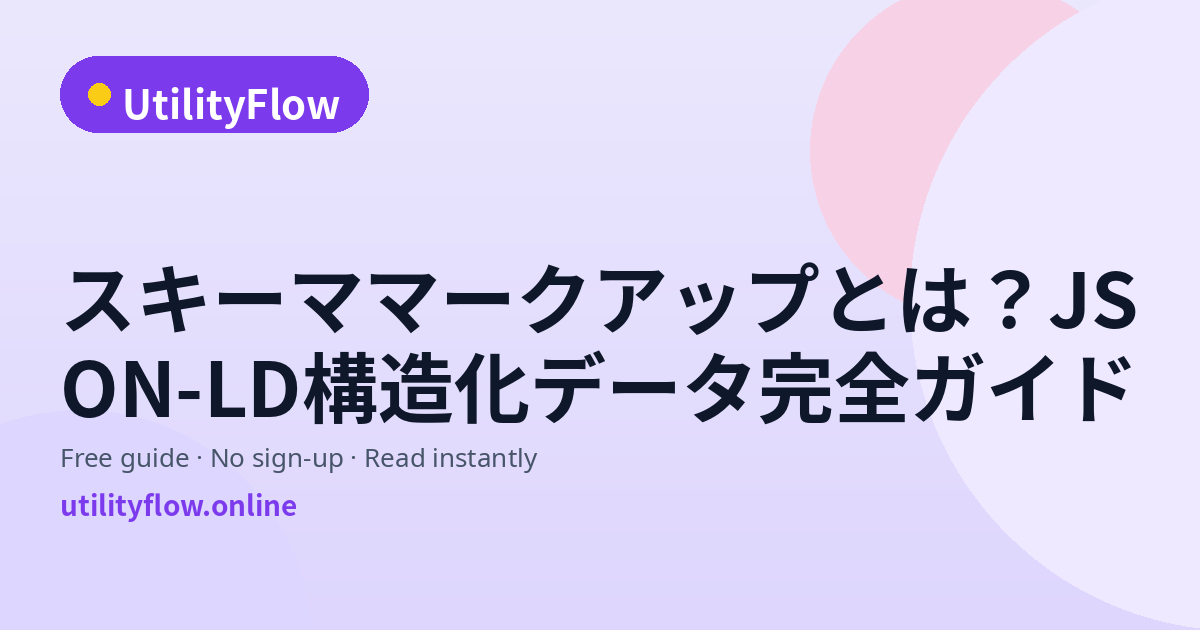 UtilityFlow
スキーママークアップとは？JS
ON-LD構造化データ完全ガイド
Free guide · No sign-up · Read instantly
utilityflow.online